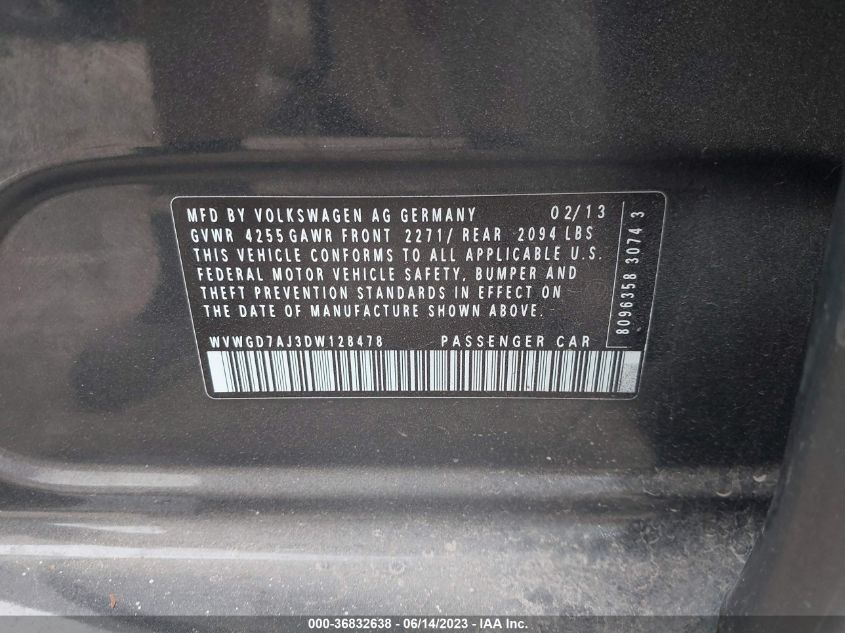 MFD BY VOLKSWAGEN AG GERMANY 02/13
GVWR 4255 GAWR FRONT 2271/ REAR 2094 LBS
THIS VEHICLE CONFORMS TO ALL APPLICABLE U.S.
FEDERAL MOTOR VEHICLE SAFETY, BUMPER AND
THEFT PREVENTION STANDARDS IN EFFECT ON
THE DATE OF MANUFACTURE SHOWN ABOVE.
WVWGD7AJ3DW128478 PASSENGER CAR
8096358 3074 3
000-36832638 - 06/14/2023 - IAAI.com